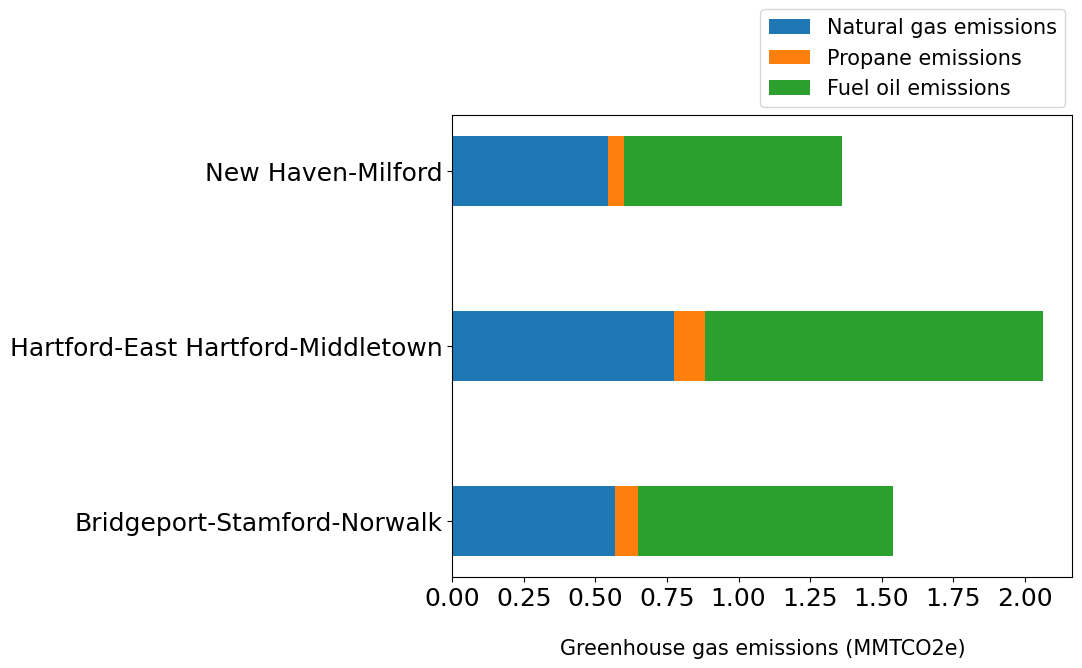 Natural gas emissions
Propane emissions
Fuel oil emissions
New Haven-Milford
Hartford-East Hartford-Middletown
Bridgeport-Stamford-Norwalk
0.00 0.25 0.50 0.75 1.00 1.25 1.50 1.75 2.00
Greenhouse gas emissions (MMTCO2e)